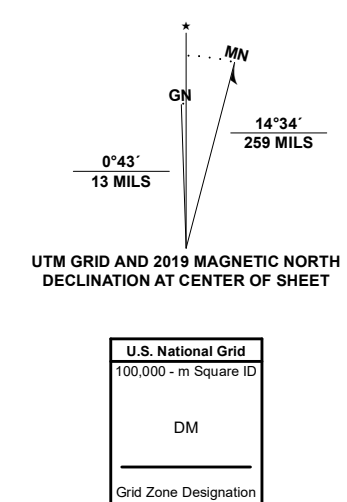 ★
MN
GN
14°34´
259 MILS
0°43´
13 MILS
UTM GRID AND 2019 MAGNETIC NORTH
DECLINATION AT CENTER OF SHEET
U.S. National Grid
100,000 - m Square ID
DM
Grid Zone Designation